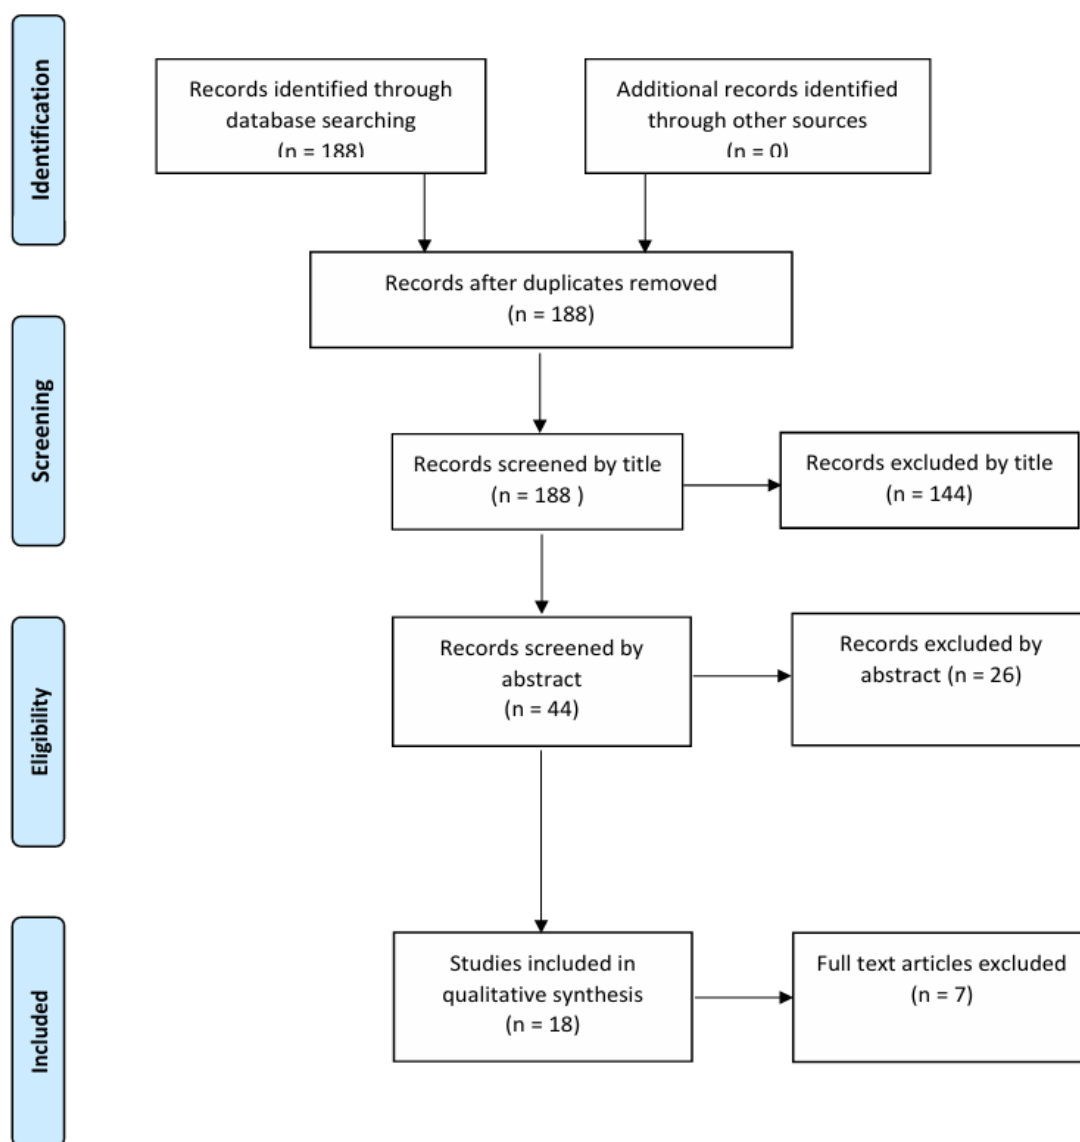 Identification
Records identified through
database searching
(n = 188)
Additional records identified
through other sources
(n = 0)
Records after duplicates removed
(n = 188)
Screening
Records screened by title
(n = 188 )
Records excluded by title
(n = 144)
Eligibility
Records screened by
abstract
(n = 44)
Records excluded by
abstract (n = 26)
Included
Studies included in
qualitative synthesis
(n = 18)
Full text articles excluded
(n = 7)